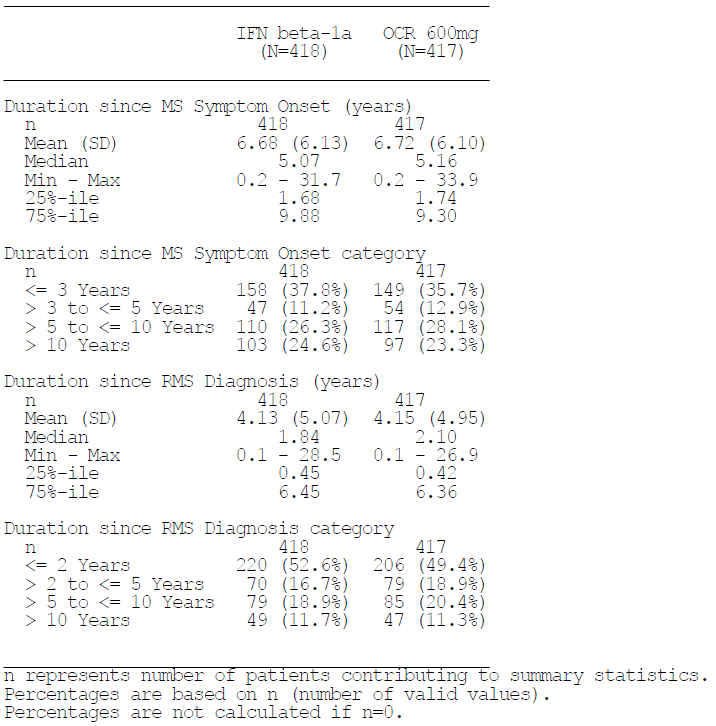 IFN beta-1a OCR 600mg
(N=418) (N=417)
Duration since MS Symptom Onset (years)
n 418 417
Mean (SD) 6.68 (6.13) 6.72 (6.10)
Median 5.07 5.16
Min - Max 0.2 - 31.7 0.2 - 33.9
25%-ile 1.68 1.74
75%-ile 9.88 9.30
Duration since MS Symptom Onset category
n 418 417
<= 3 Years 158 (37.8%) 149 (35.7%)
> 3 to <= 5 Years 47 (11.2%) 54 (12.9%)
> 5 to <= 10 Years 110 (26.3%) 117 (28.1%)
> 10 Years 103 (24.6%) 97 (23.3%)
Duration since RMS Diagnosis (years)
n 418 417
Mean (SD) 4.13 (5.07) 4.15 (4.95)
Median 1.84 2.10
Min - Max 0.1 - 28.5 0.1 - 26.9
25%-ile 0.45 0.42
75%-ile 6.45 6.36
Duration since RMS Diagnosis category
n 418 417
<= 2 Years 220 (52.6%) 206 (49.4%)
> 2 to <= 5 Years 70 (16.7%) 79 (18.9%)
> 5 to <= 10 Years 79 (18.9%) 85 (20.4%)
> 10 Years 49 (11.7%) 47 (11.3%)
n represents number of patients contributing to summary statistics.
Percentages are based on n (number of valid values).
Percentages are not calculated if n=0.